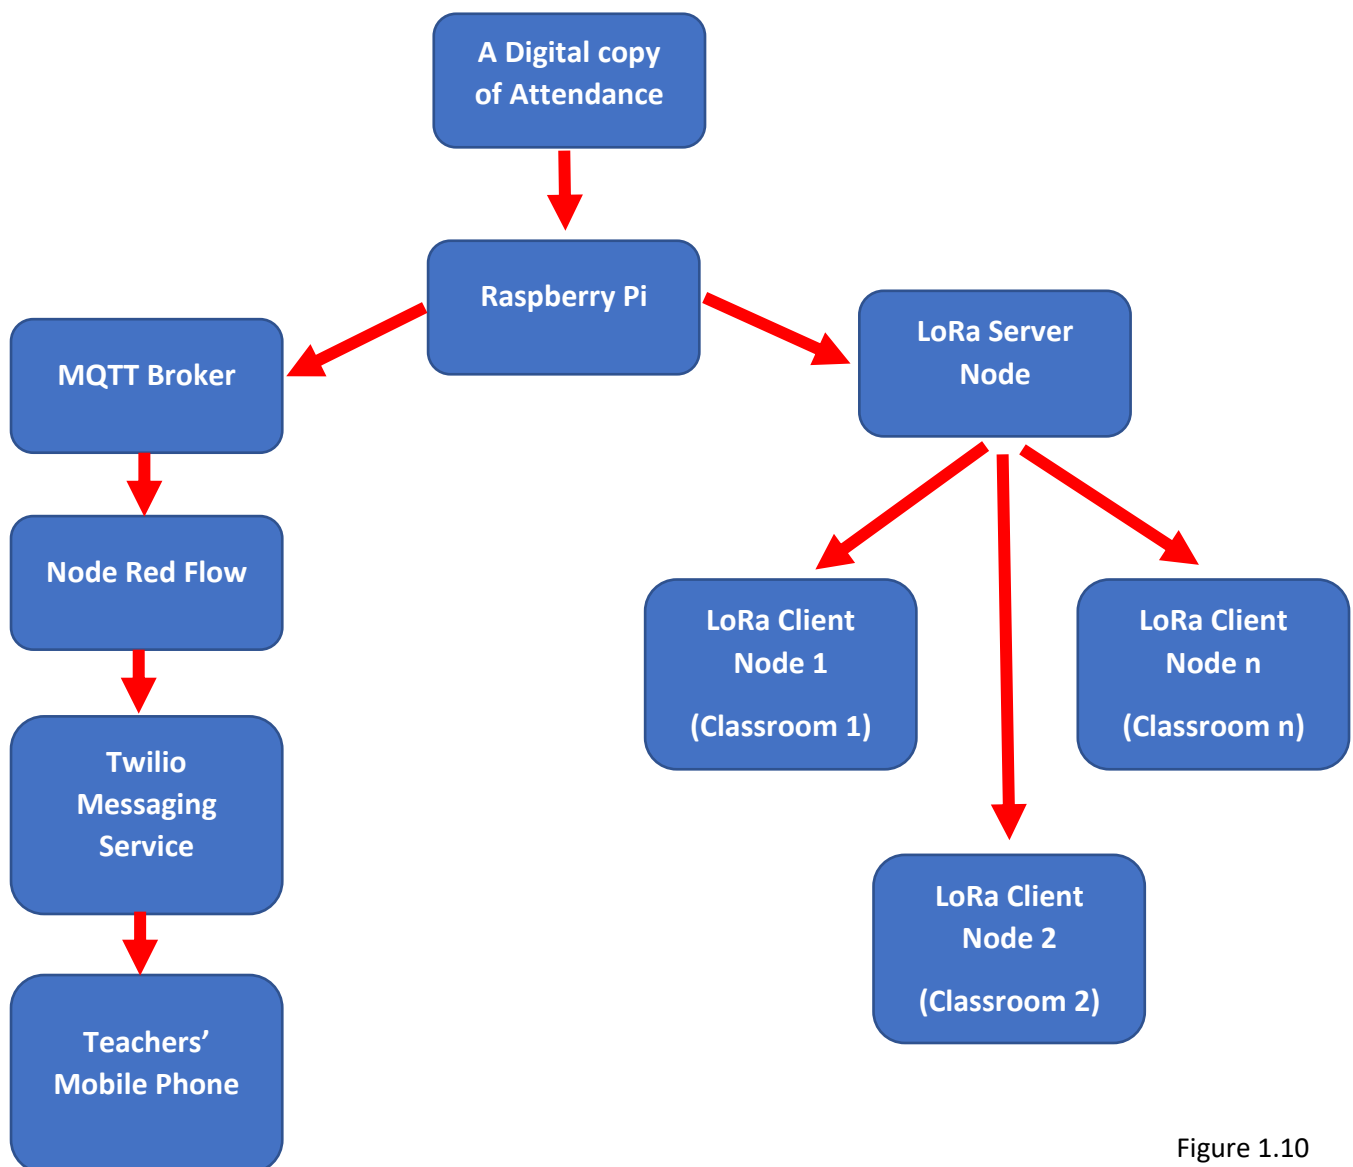 A Digital copy
of Attendance
Raspberry Pi
MQTT Broker
Node Red Flow
Twilio
Messaging
Service
Teachers’
Mobile Phone
LoRa Server
Node
LoRa Client
Node 1
(Classroom 1)
LoRa Client
Node 2
(Classroom 2)
LoRa Client
Node n
(Classroom n)
Figure 1.10